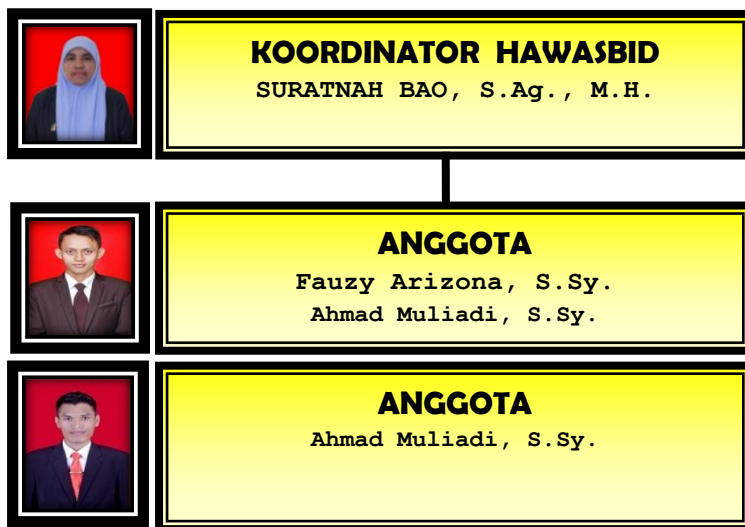 KOORDINATOR HAWASBID
SURATNAH BAO, S.Ag., M.H.
ANGGOTA
Fauzy Arizona, S.Sy.
Ahmad Muliadi, S.Sy.
ANGGOTA
Ahmad Muliadi, S.Sy.